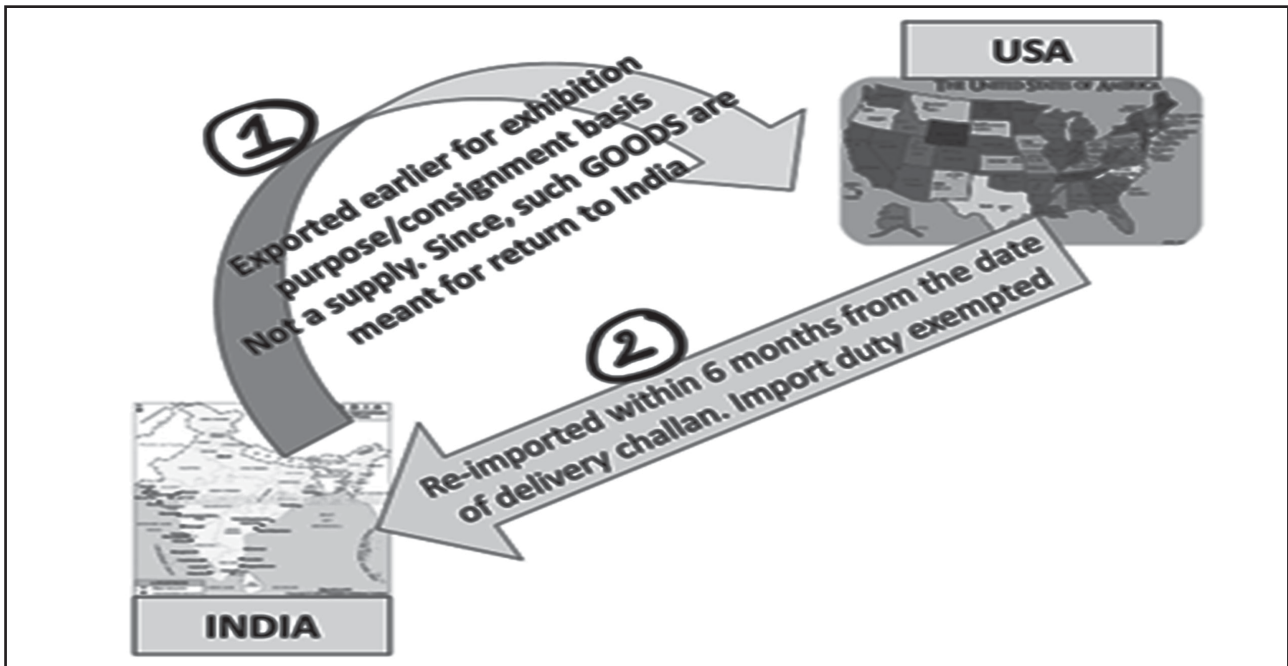 USA
THE UNITED STATES OF AMERICA
1
Exported earlier for exhibition
purpose/consignment basis
Not a supply. Since, such GOODS are
meant for return to India
2
Re-imported within 6 months from the date
of delivery challan. Import duty exempted
INDIA